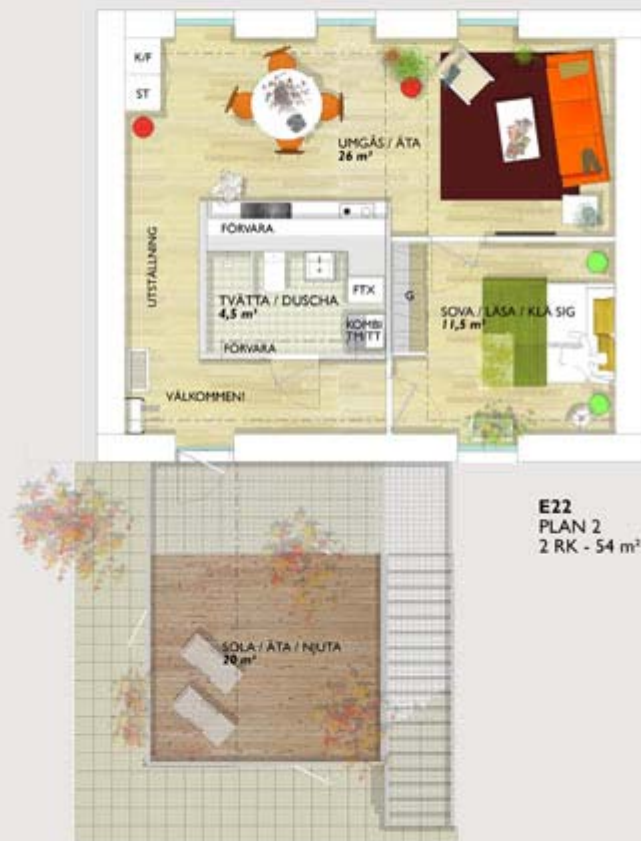 K/F
ST
UMGÅS / ÄTA
26 m²
UTSTÄLLNING
FÖRVARA
TVÄTTA / DUSCHA
4,5 m²
FTX
KOMBI
TM/TT
FÖRVARA
G
SOVA / LÄSA / KLÄ SIG
11,5 m²
VÄLKOMMEN!
E22
PLAN 2
2 RK - 54 m²
SOLA / ÄTA / NJUTA
20 m²